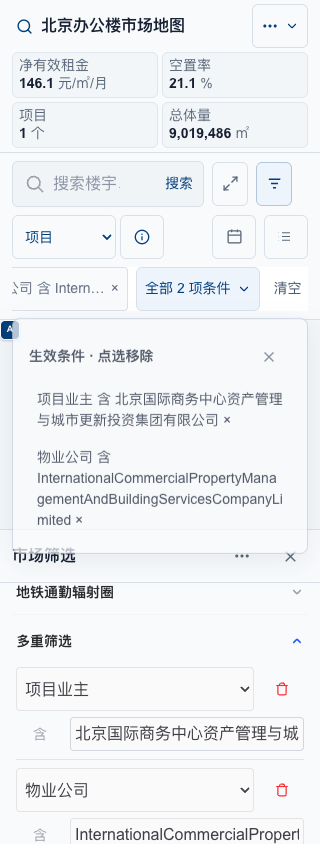 北京办公楼市场地图
净有效租金
146.1 元/㎡/月
空置率
21.1 %
项目
1 个
总体量
9,019,486 ㎡
搜索楼宇.
搜索
项目
公司 含 Intern… ×
全部 2 项条件
清空
A
生效条件 · 点选移除
项目业主 含 北京国际商务中心资产管理
与城市更新投资集团有限公司 ×
物业公司 含
InternationalCommercialPropertyMana
gementAndBuildingServicesCompanyLi
mited ×
市场筛选
地铁通勤辐射圈
多重筛选
项目业主
含
北京国际商务中心资产管理与城
物业公司
含
InternationalCommercialPropert